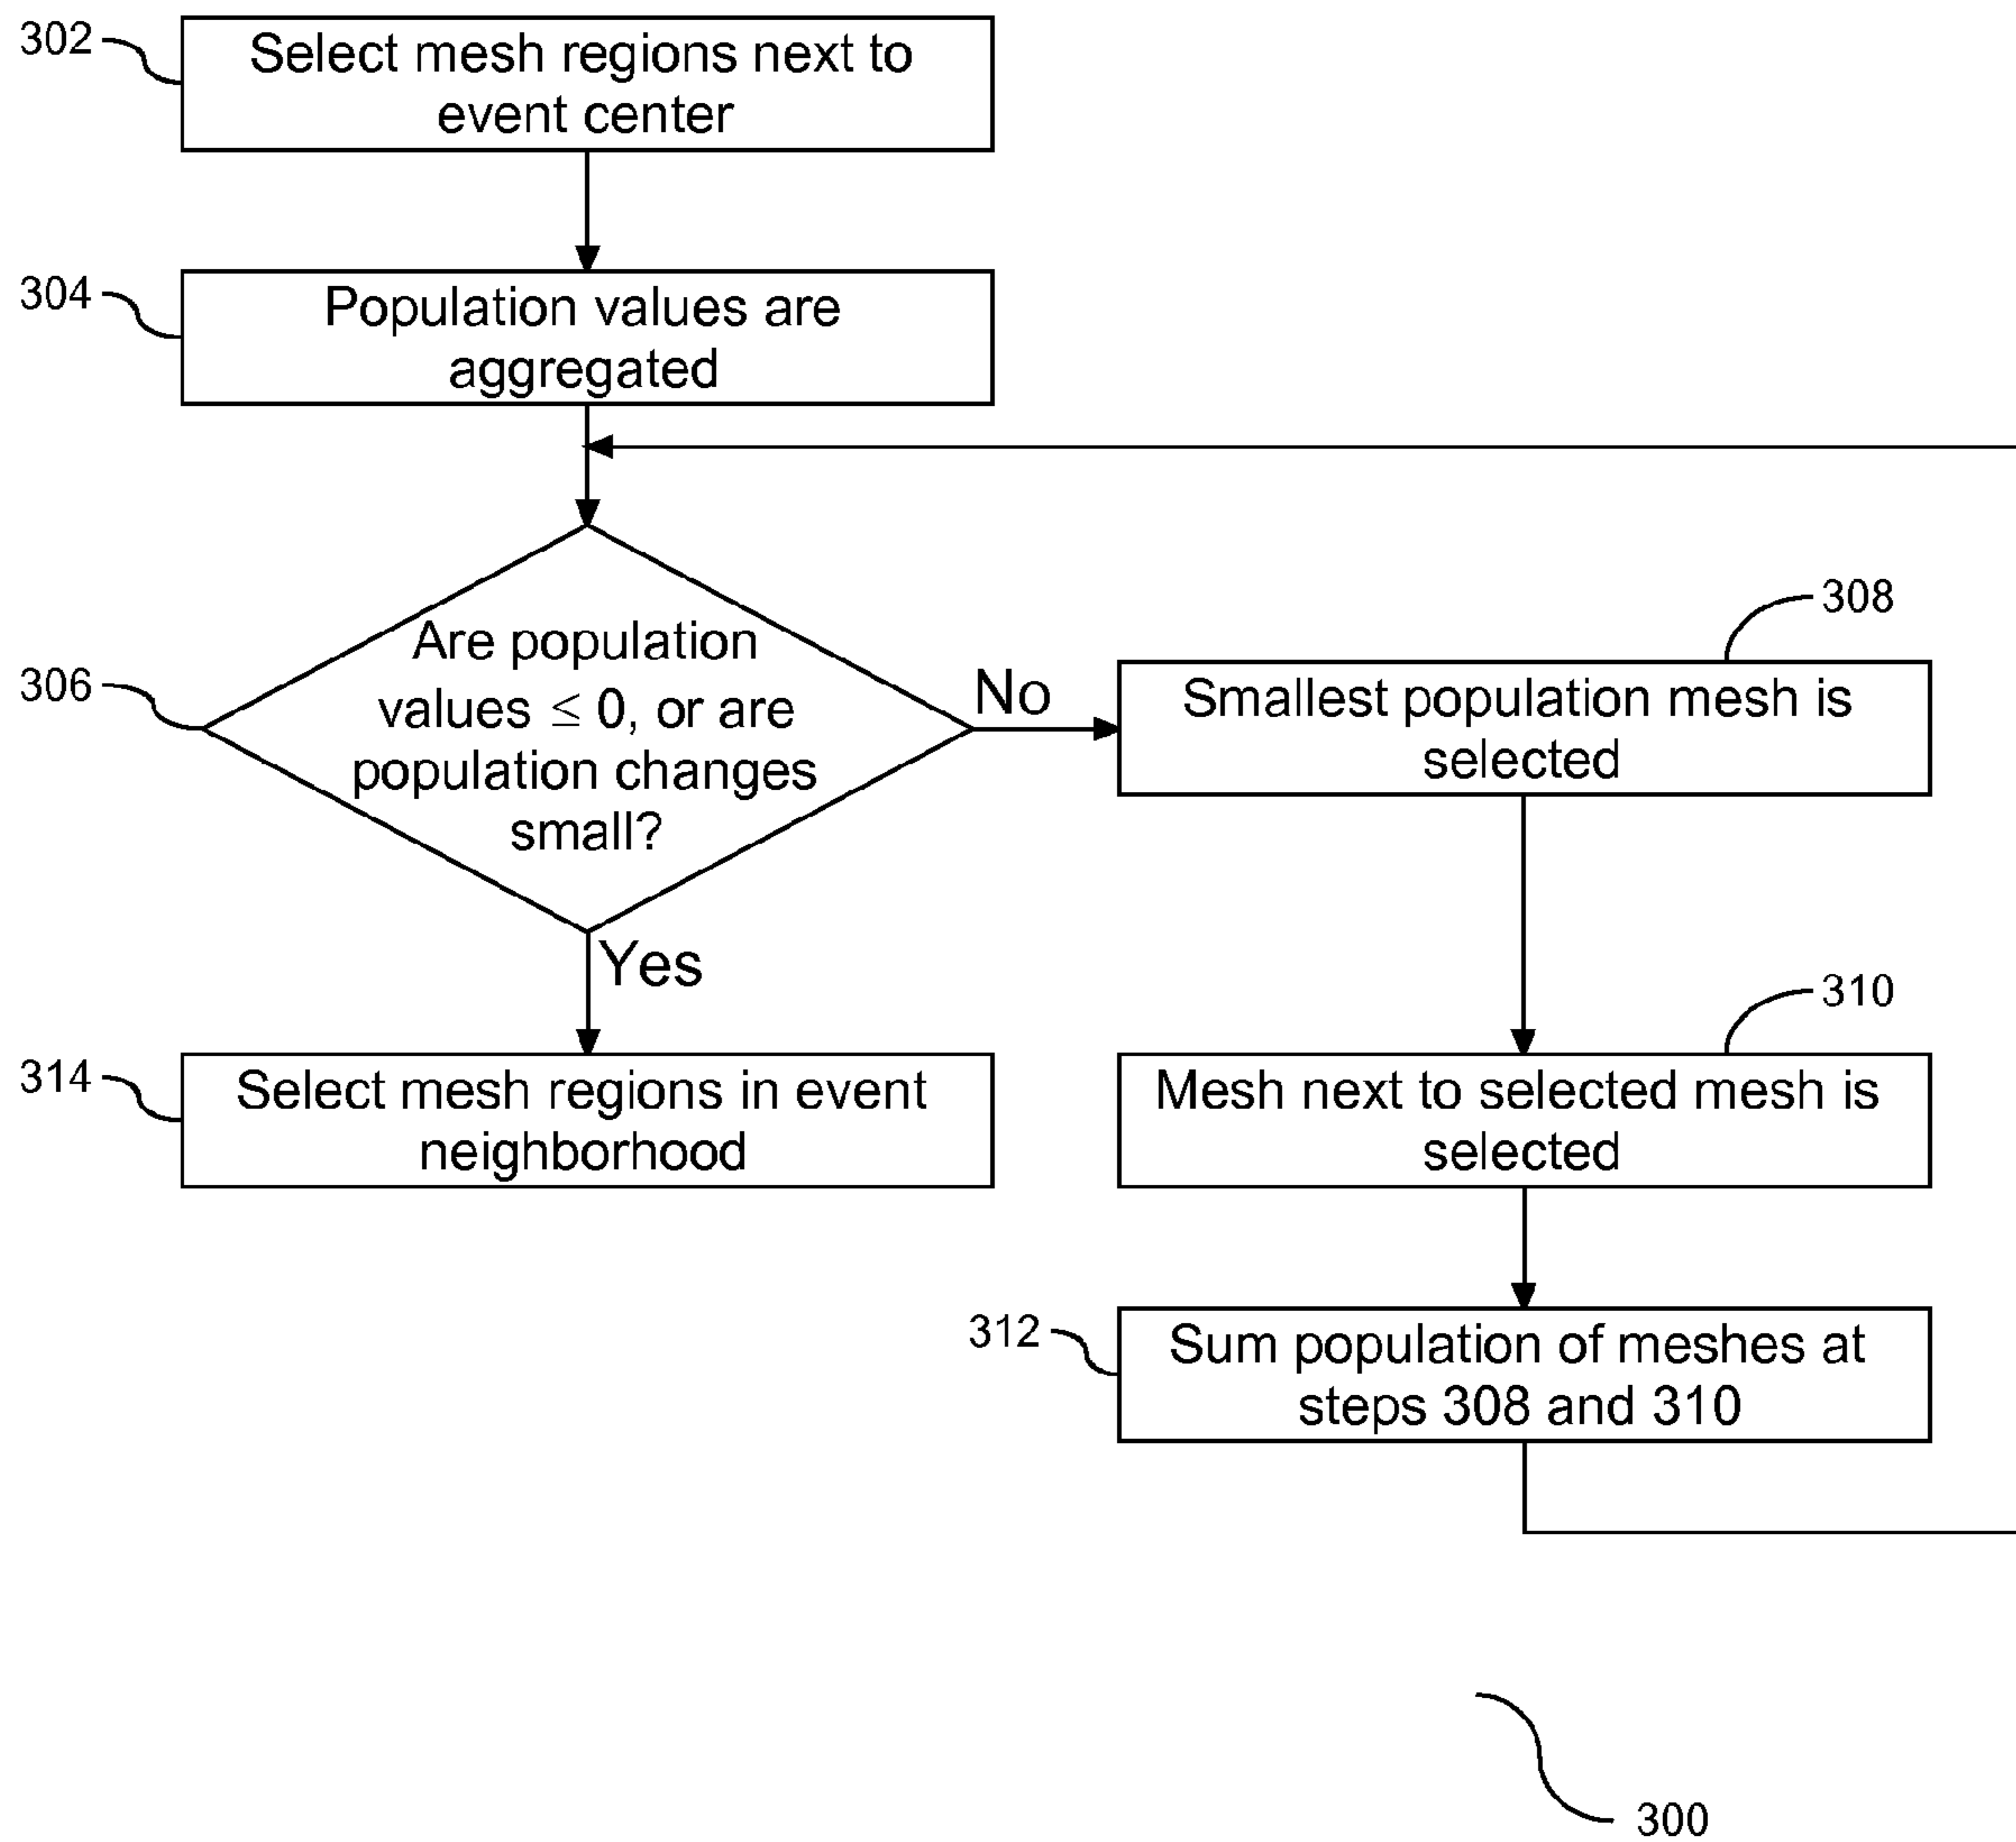 302
Select mesh regions next to
event center
304
Population values are
aggregated
306
Are population
values ≤ 0, or are
population changes
small?
No
Yes
308
Smallest population mesh is
selected
310
Mesh next to selected mesh is
selected
312
Sum population of meshes at
steps 308 and 310
314
Select mesh regions in event
neighborhood
300